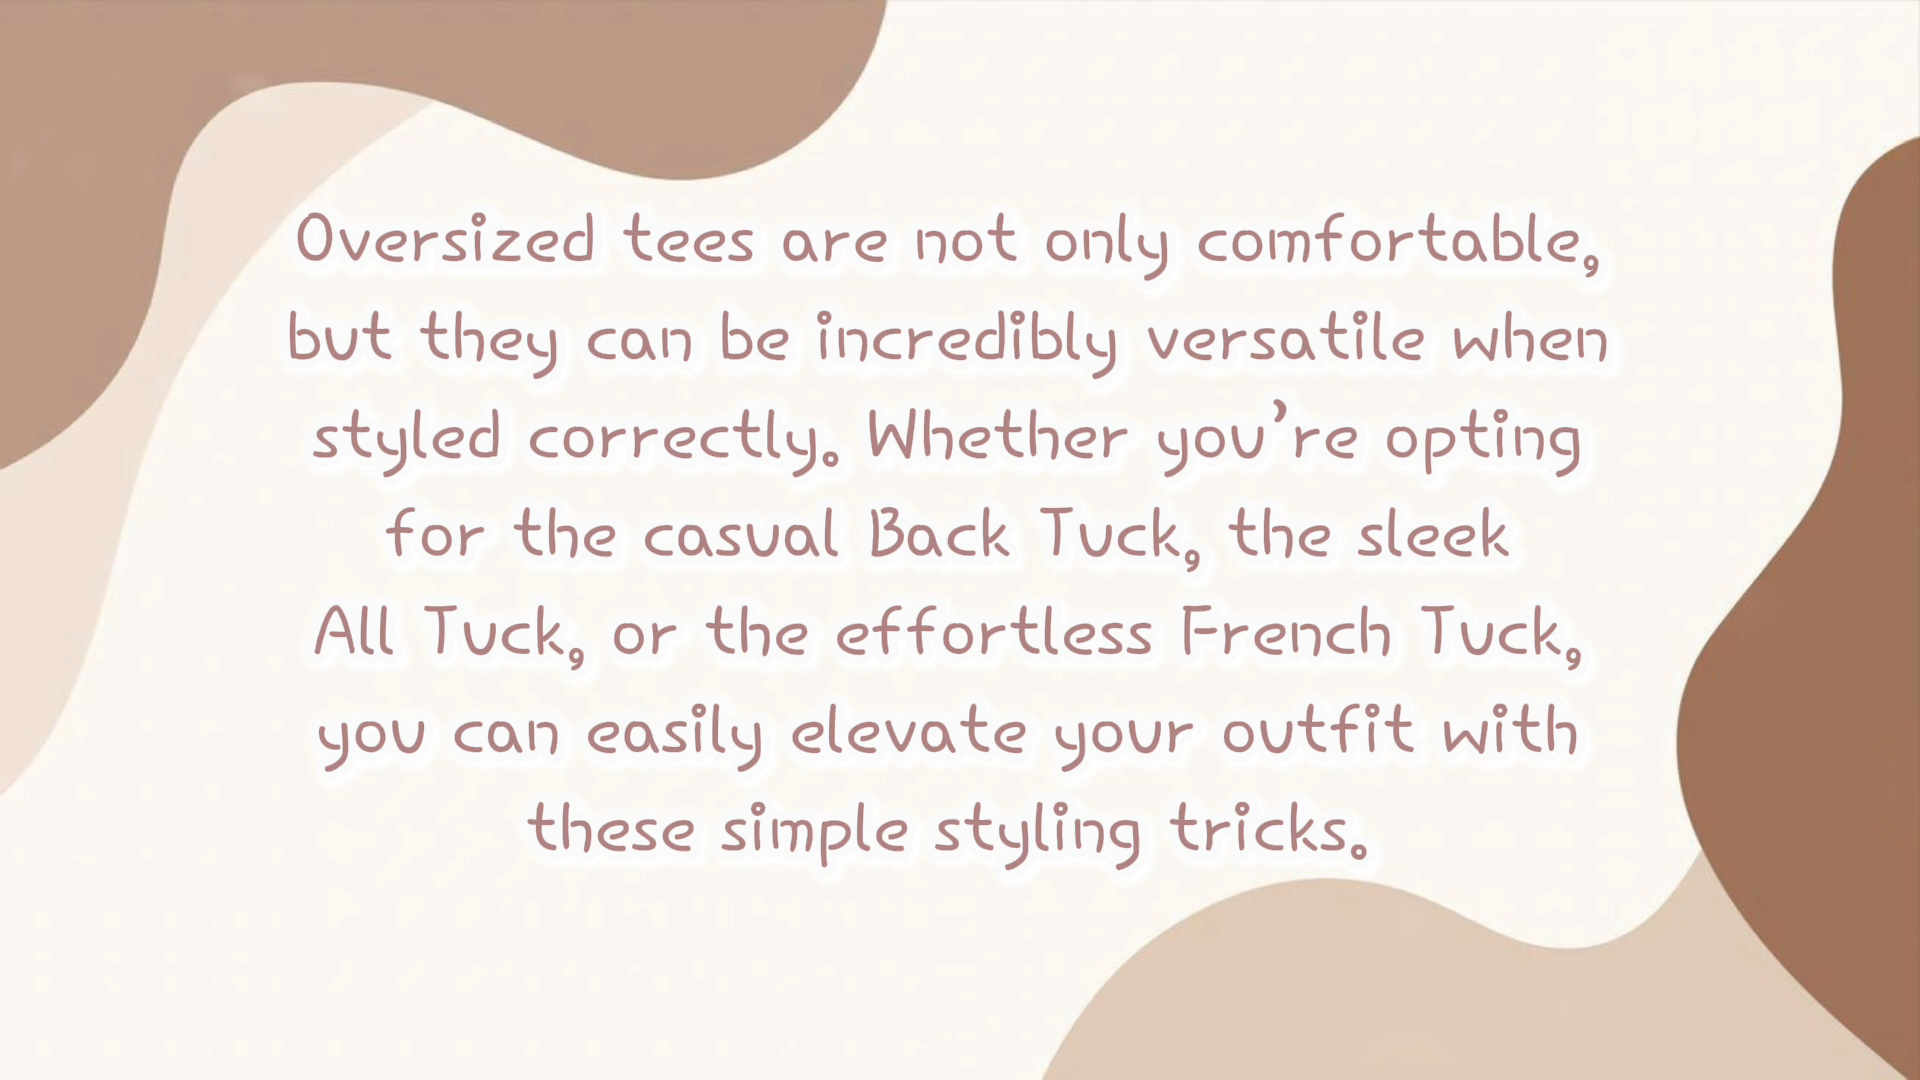 Oversized tees are not only comfortable,
but they can be incredibly versatile when
styled correctly. Whether you’re opting
for the casual Back Tuck, the sleek
All Tuck, or the effortless French Tuck,
you can easily elevate your outfit with
these simple styling tricks.